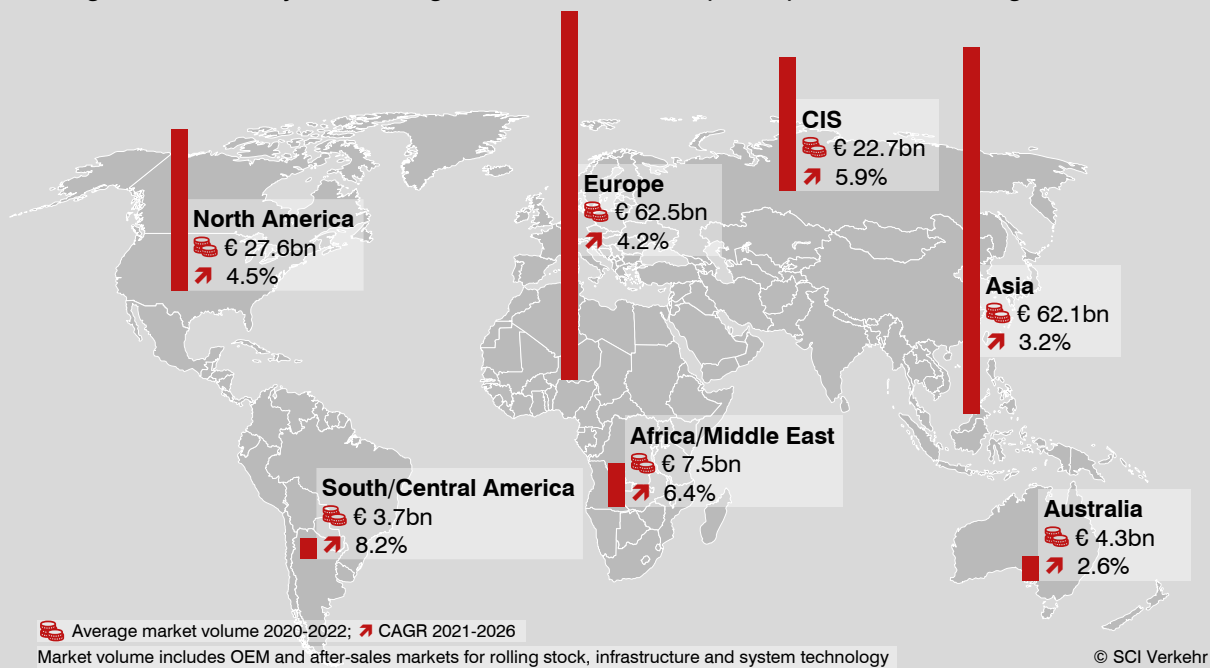 CIS
€ 22.7bn
5.9%
Europe
€ 62.5bn
4.2%
North America
€ 27.6bn
4.5%
Asia
€ 62.1bn
3.2%
Africa/Middle East
€ 7.5bn
6.4%
South/Central America
€ 3.7bn
8.2%
Australia
€ 4.3bn
2.6%
Average market volume 2020-2022; CAGR 2021-2026
Market volume includes OEM and after-sales markets for rolling stock, infrastructure and system technology
© SCI Verkehr